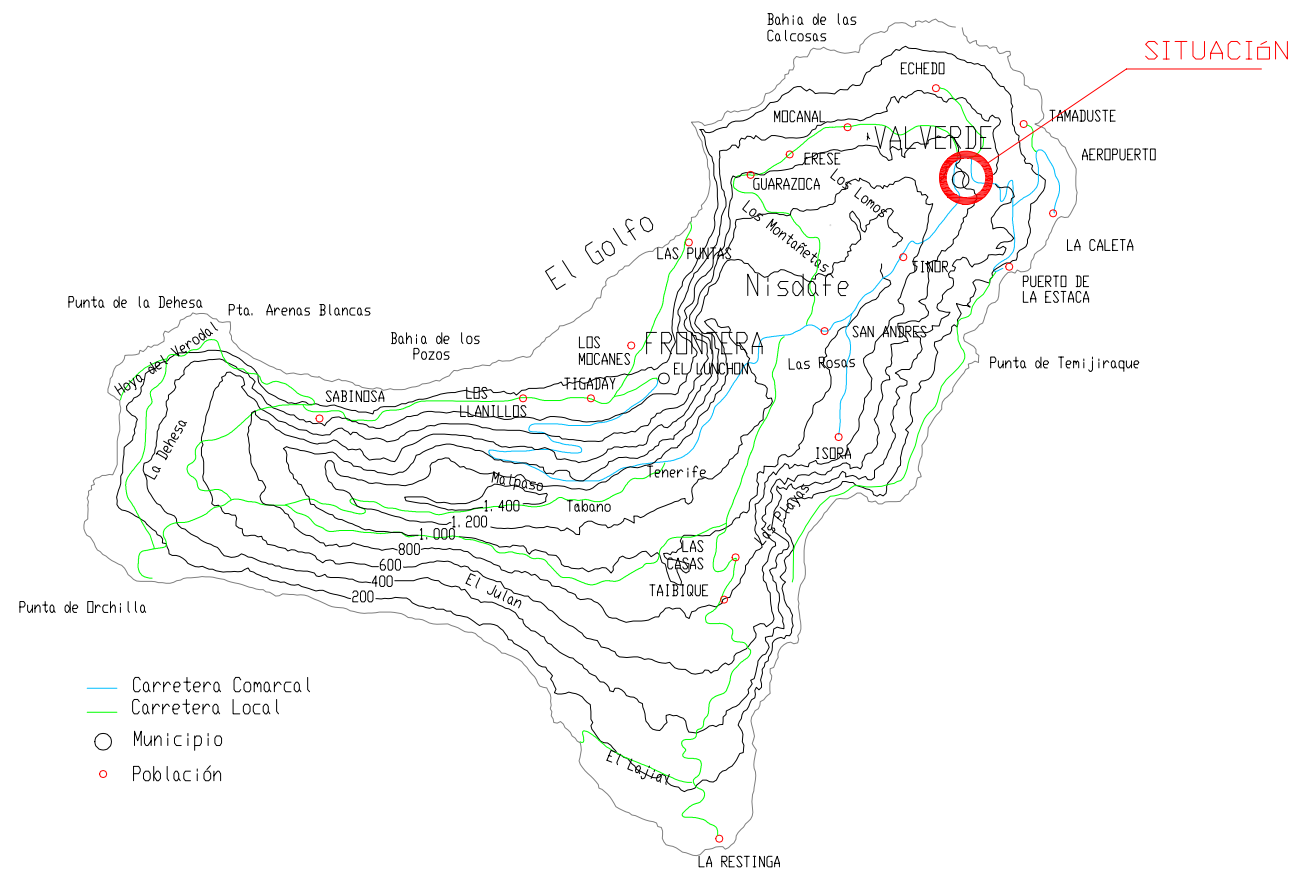 Bahia de las
Calcosas
SITUACIóN
ECHEDO
MOCANAL
TAMADUSTE
VALVERDE
AEROPUERTO
ERESE
GUARAZOCA
Los Lomos
Las Montañetas
El Golfo
LA CALETA
LAS PUNTAS
TIÑOR
PUERTO DE
LA ESTACA
Nisdafe
Punta de la Dehesa
Pta. Arenas Blancas
Hoya del Verodal
Bahia de los
Pozos
LOS
MOCANES
FRONTERA
SAN ANDRES
EL LUNCHON
Las Rosas
Punta de Temijiraque
TIGADAY
SABINOSA
LOS
LLANILLOS
La Dehesa
ISORA
Tenerife
Malpaso
Tabano
Las Playas
1.400
1.200
1.000
800
600
400
200
LAS
CASAS
TAIBIQUE
El Julan
Punta de Orchilla
Carretera Comarcal
Carretera Local
Municipio
Población
El Lajial
LA RESTINGA